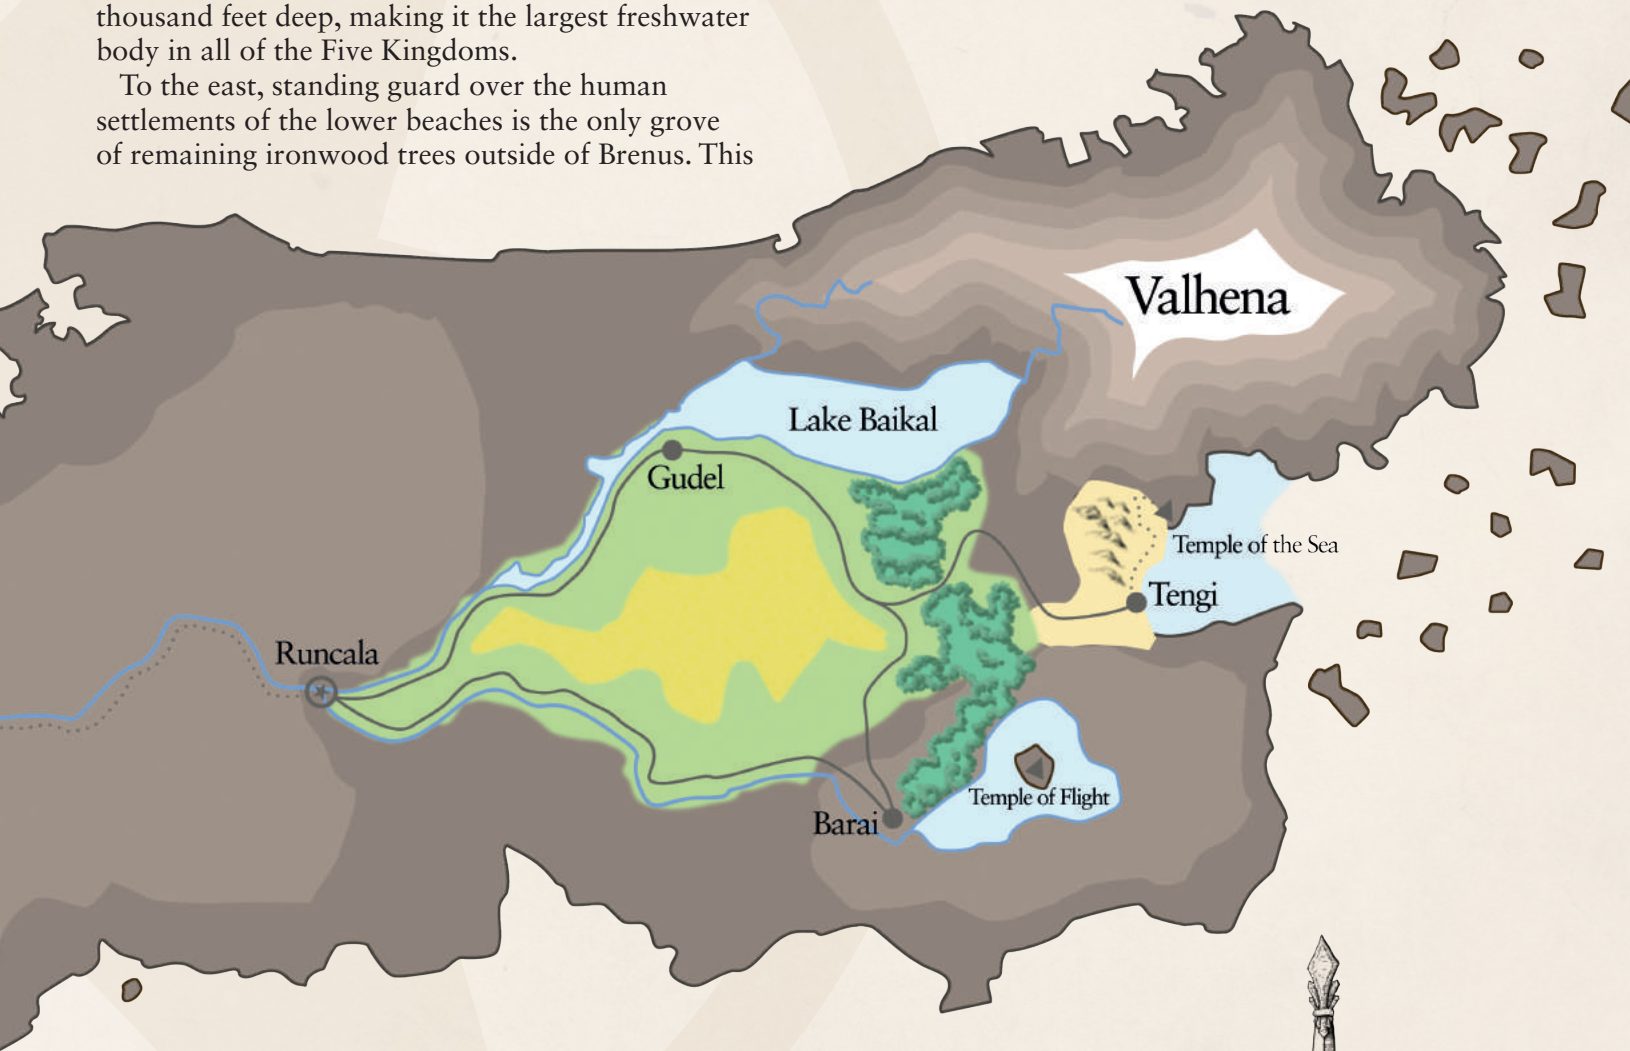 thousand feet deep, making it the largest freshwater
body in all of the Five Kingdoms.
To the east, standing guard over the human
settlements of the lower beaches is the only grove
of remaining ironwood trees outside of Brenus. This
Valhena
Lake Baikal
Gudel
Temple of the Sea
Tengi
Runcala
Temple of Flight
Barai